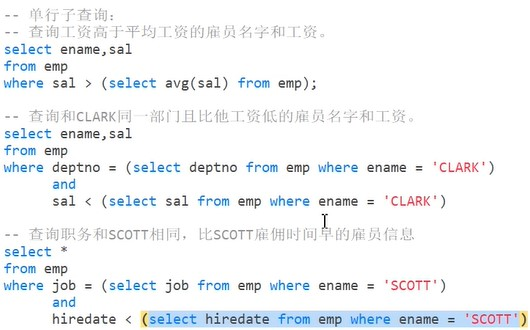 -- 单行子查询：
-- 查询工资高于平均工资的雇员名字和工资。
select ename,sal
from emp
where sal > (select avg(sal) from emp);
-- 查询和CLARK同一部门且比他工资低的雇员名字和工资。
select ename,sal
from emp
where deptno = (select deptno from emp where ename = 'CLARK')
      and
      sal < (select sal from emp where ename = 'CLARK')
-- 查询职务和SCOTT相同，比SCOTT雇佣时间早的雇员信息
select *
from emp
where job = (select job from emp where ename = 'SCOTT')
      and
      hiredate < (select hiredate from emp where ename = 'SCOTT')